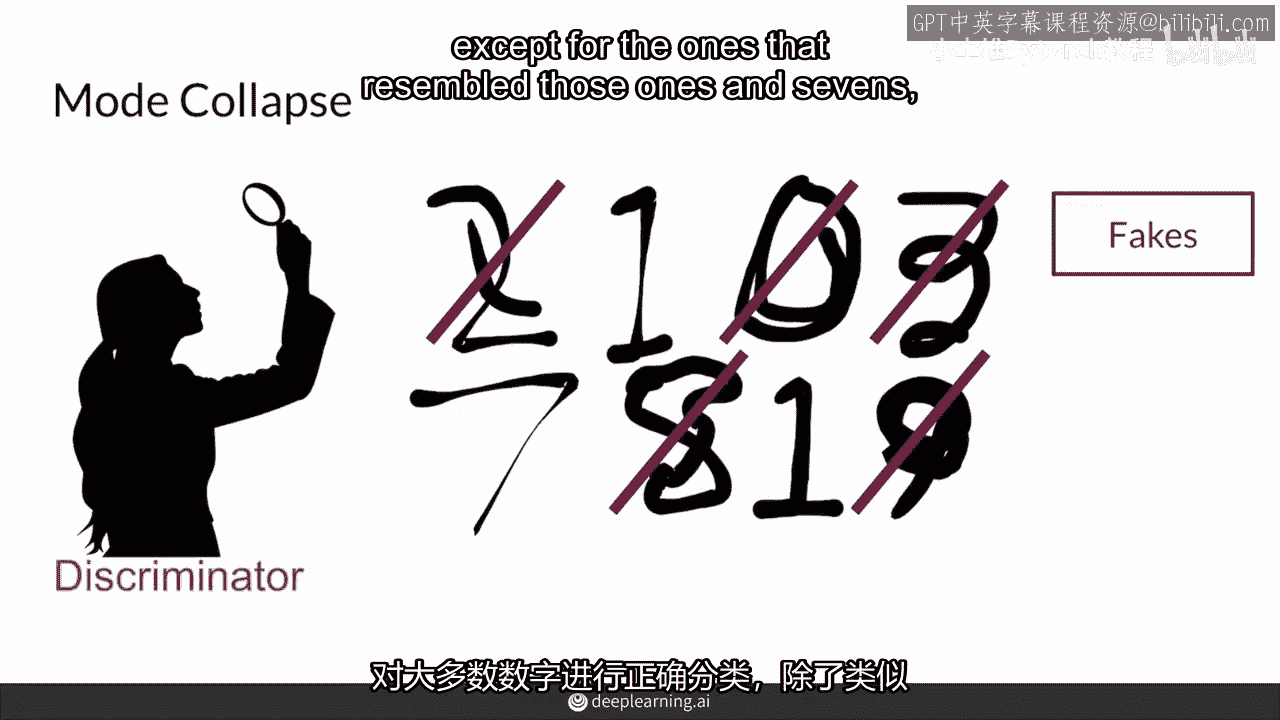 GPT中英字幕课程资源@bilibili.com
except for the ones that
resembled those ones and sevens,
Mode Collapse
2 1 0 3
Fakes
7 8 1 9
Discriminator
对大多数数字进行正确分类，除了类似
deeplearning.ai